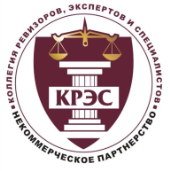 КОЛЛЕГИЯ РЕВИЗОРОВ, ЭКСПЕРТОВ И СПЕЦИАЛИСТОВ
КРЭС
НЕКОММЕРЧЕСКОЕ ПАРТНЕРСТВО